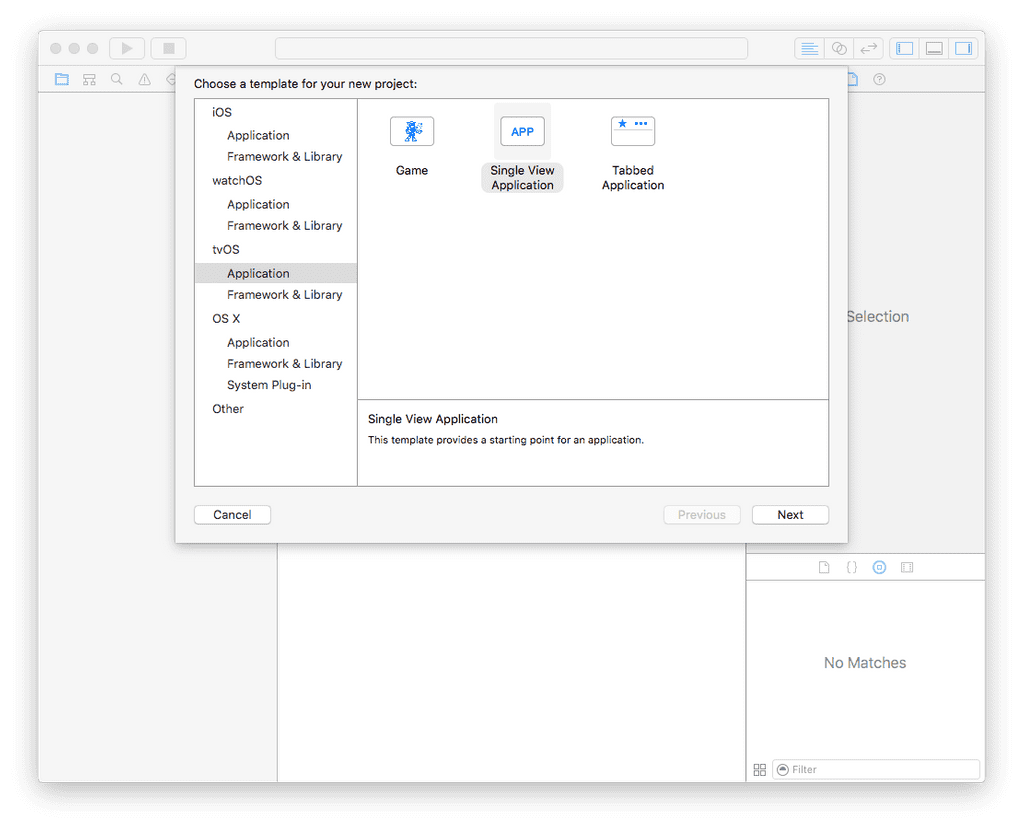 Choose a template for your new project:
iOS
Application
Framework & Library
watchOS
Application
Framework & Library
tvOS
Application
Framework & Library
OS X
Application
Framework & Library
System Plug-in
Other
Game
APP
Single View
Application
Tabbed
Application
Single View Application
This template provides a starting point for an application.
Cancel
Previous
Next
Selection
{}
No Matches
Filter